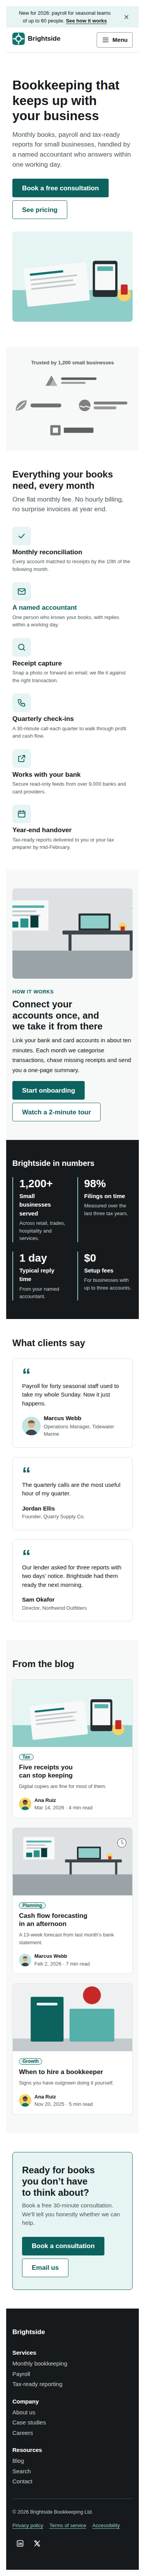 New for 2026: payroll for seasonal teams
of up to 60 people. See how it works
Brightside
Menu
Bookkeeping that
keeps up with
your business
Monthly books, payroll and tax-ready
reports for small businesses, handled by
a named accountant who answers within
one working day.
Book a free consultation
See pricing
Trusted by 1,200 small businesses
Everything your books
need, every month
One flat monthly fee. No hourly billing,
no surprise invoices at year end.
Monthly reconciliation
Every account matched to receipts by the 10th of the
following month.
A named accountant
One person who knows your books, with replies
within a working day.
Receipt capture
Snap a photo or forward an email; we file it against
the right transaction.
Quarterly check-ins
A 30-minute call each quarter to walk through profit
and cash flow.
Works with your bank
Secure read-only feeds from over 9,000 banks and
card providers.
Year-end handover
Tax-ready reports delivered to you or your tax
preparer by mid-February.
HOW IT WORKS
Connect your
accounts once, and
we take it from there
Link your bank and card accounts in about ten
minutes. Each month we categorize
transactions, chase missing receipts and send
you a one-page summary.
Start onboarding
Watch a 2-minute tour
Brightside in numbers
1,200+
Small
businesses
served
Across retail, trades,
hospitality and
services.
98%
Filings on time
Measured over the
last three tax years.
1 day
Typical reply
time
From your named
accountant.
$0
Setup fees
For businesses with
up to three accounts.
What clients say
Payroll for forty seasonal staff used to
take my whole Sunday. Now it just
happens.
Marcus Webb
Operations Manager, Tidewater
Marine
The quarterly calls are the most useful
hour of my quarter.
Jordan Ellis
Founder, Quarry Supply Co.
Our lender asked for three reports with
two days' notice. Brightside had them
ready the next morning.
Sam Okafor
Director, Northwind Outfitters
From the blog
Tax
Five receipts you
can stop keeping
Digital copies are fine for most of them.
Ana Ruiz
Mar 14, 2026 · 4 min read
Planning
Cash flow forecasting
in an afternoon
A 13-week forecast from last month's bank
statement.
Marcus Webb
Feb 2, 2026 · 7 min read
Growth
When to hire a bookkeeper
Signs you have outgrown doing it yourself.
Ana Ruiz
Nov 20, 2025 · 5 min read
Ready for books
you don't have
to think about?
Book a free 30-minute consultation.
We'll tell you honestly whether we can
help.
Book a consultation
Email us
Brightside
Services
Monthly bookkeeping
Payroll
Tax-ready reporting
Company
About us
Case studies
Careers
Resources
Blog
Search
Contact
© 2026 Brightside Bookkeeping Ltd.
Privacy policy Terms of service Accessibility